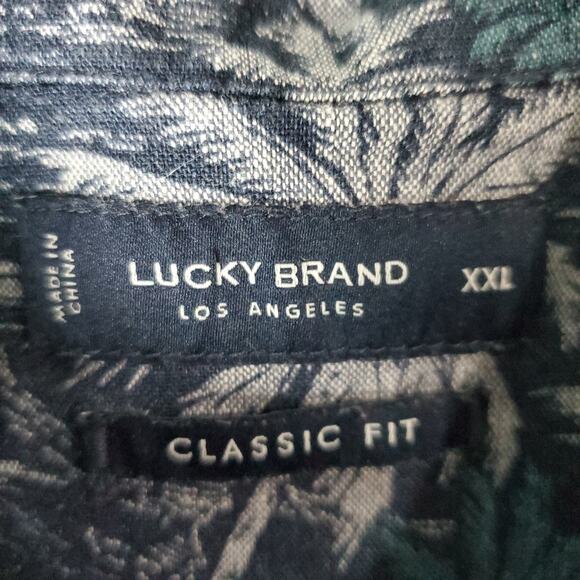 MADE IN
CHINA
LUCKY BRAND
LOS ANGELES
XXL
CLASSIC FIT